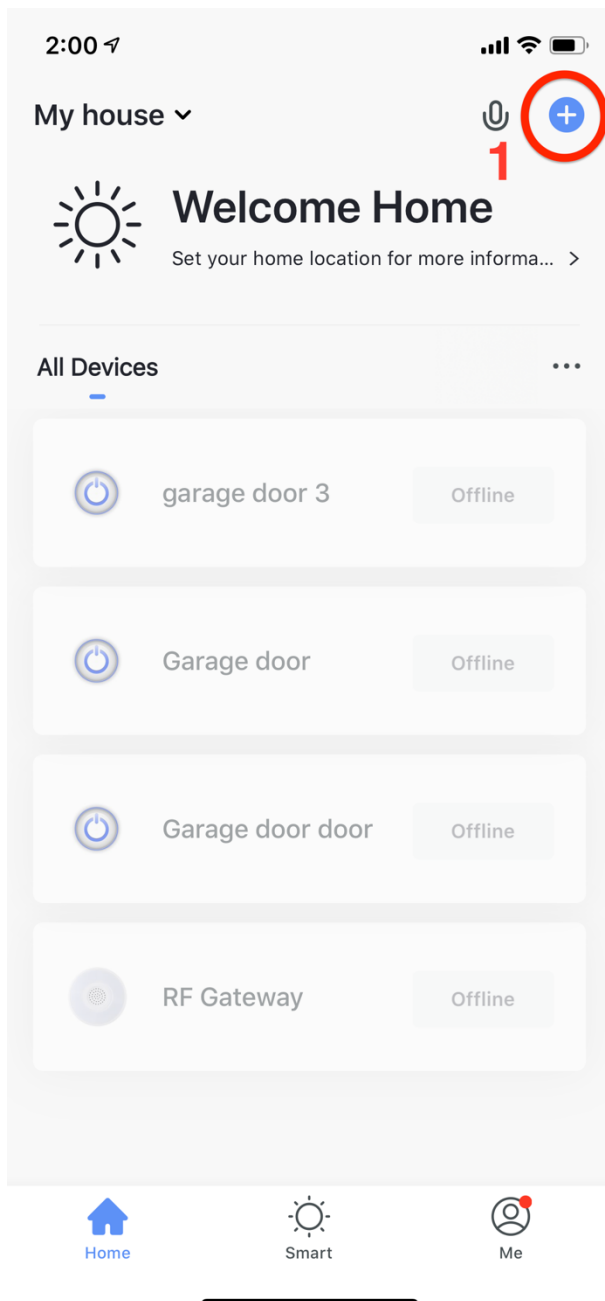 2:00
My house
1
Welcome Home
Set your home location for more informa...
All Devices
garage door 3
Offline
Garage door
Offline
Garage door door
Offline
RF Gateway
Offline
Home
Smart
Me